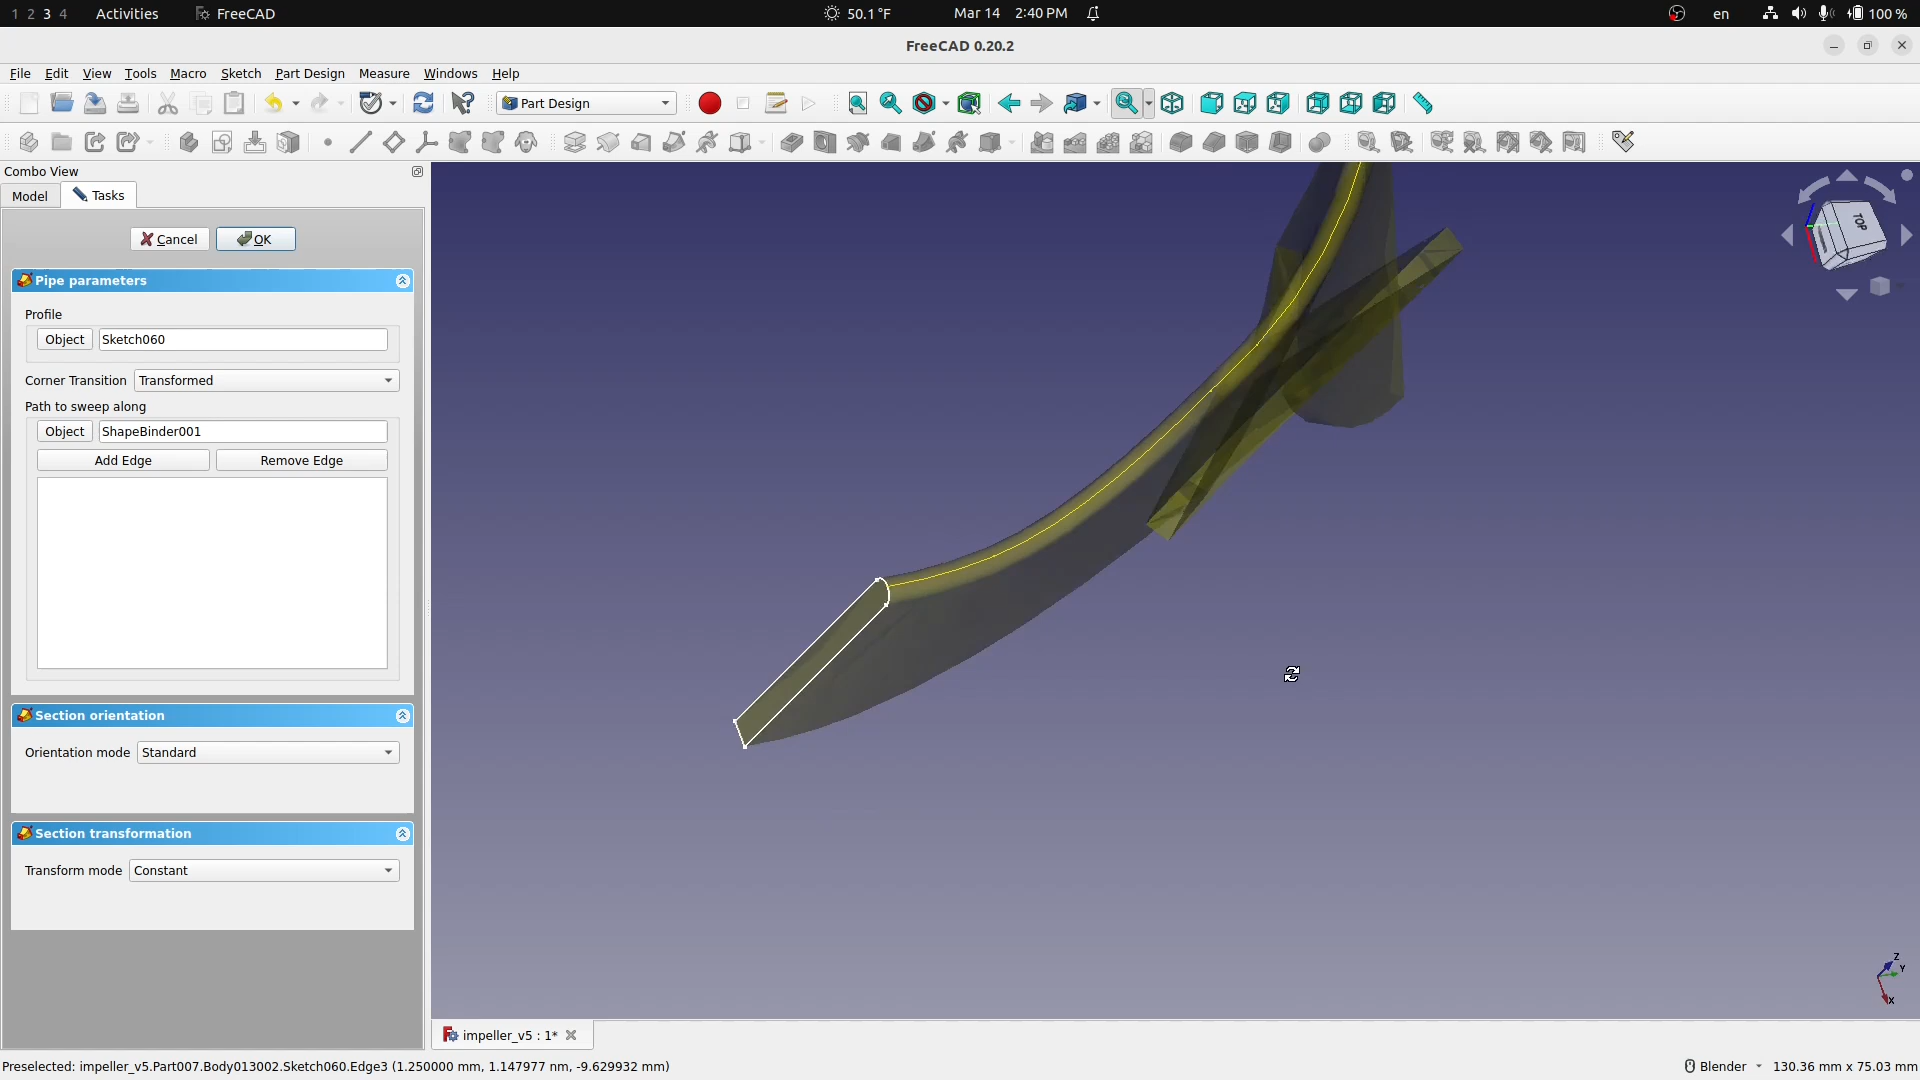 1 2 3 4 Activities FreeCAD 50.1 °F Mar 14 2:40 PM en 100 %
FreeCAD 0.20.2
File Edit View Tools Macro Sketch Part Design Measure Windows Help
Part Design
Combo View
Model Tasks
Cancel OK
Pipe parameters
Profile
Object Sketch060
Corner Transition Transformed
Path to sweep along
Object ShapeBinder001
Add Edge Remove Edge
Section orientation
Orientation mode Standard
Section transformation
Transform mode Constant
TOP
Z
Y
X
impeller_v5 : 1*
Preselected: impeller_v5.Part007.Body013002.Sketch060.Edge3 (1.250000 mm, 1.147977 nm, -9.629932 mm) Blender 130.36 mm x 75.03 mm